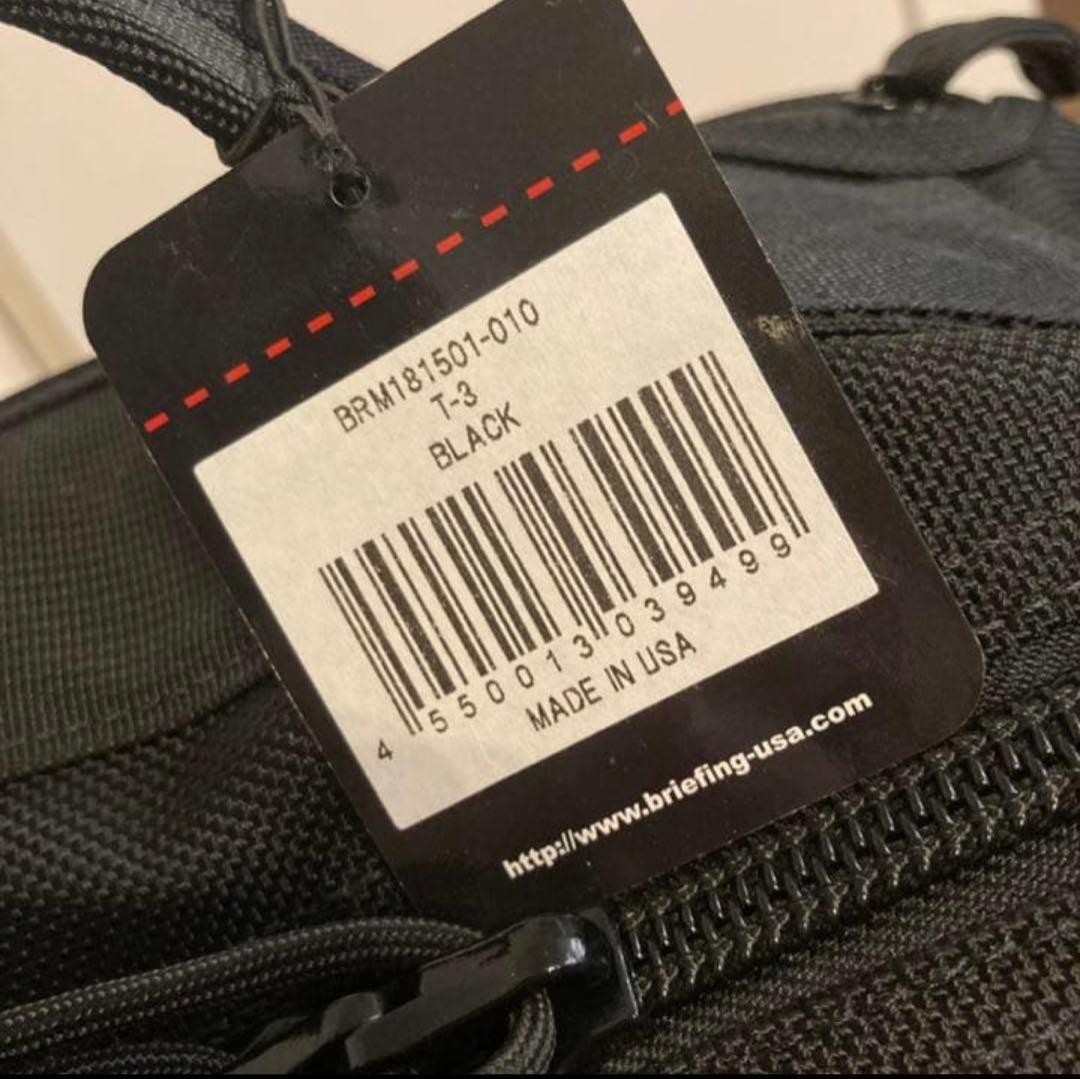 BRM181501-010
T-3
BLACK
4 550013 039499
MADE IN USA
http://www.briefing-usa.com